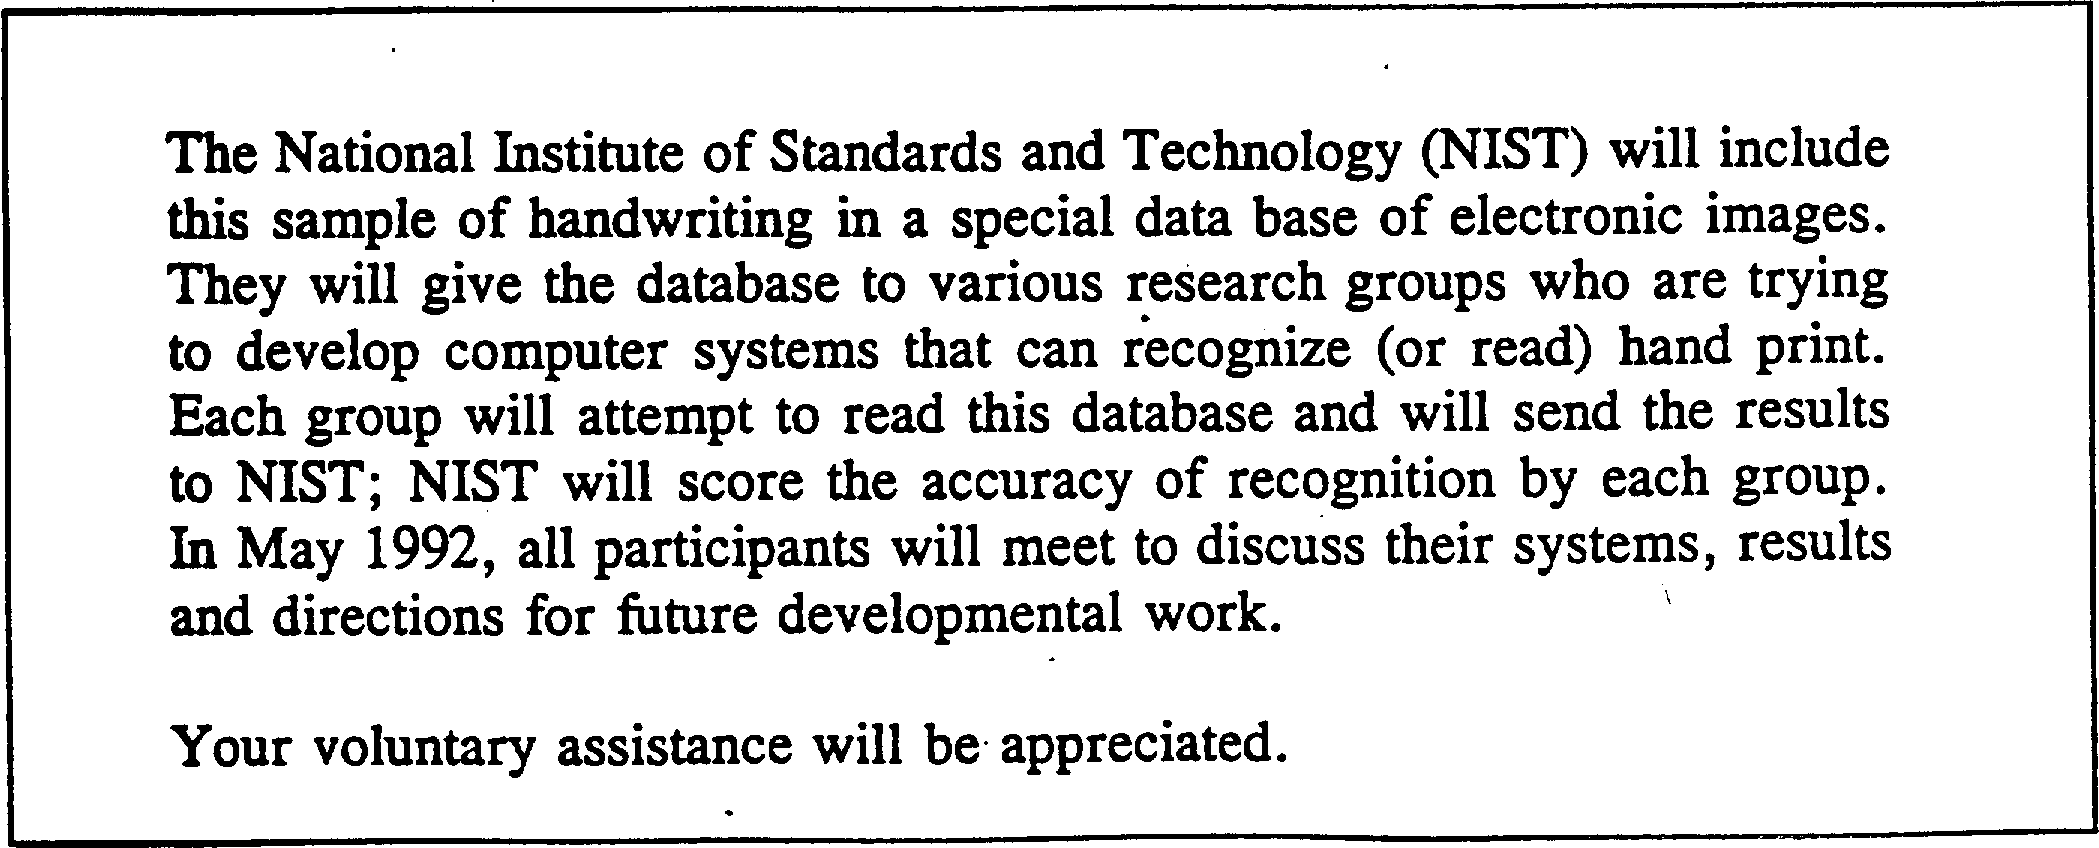 The National Institute of Standards and Technology (NIST) will include
this sample of handwriting in a special data base of electronic images.
They will give the database to various research groups who are trying
to develop computer systems that can recognize (or read) hand print.
Each group will attempt to read this database and will send the results
to NIST; NIST will score the accuracy of recognition by each group.
In May 1992, all participants will meet to discuss their systems, results
and directions for future developmental work.
Your voluntary assistance will be appreciated.